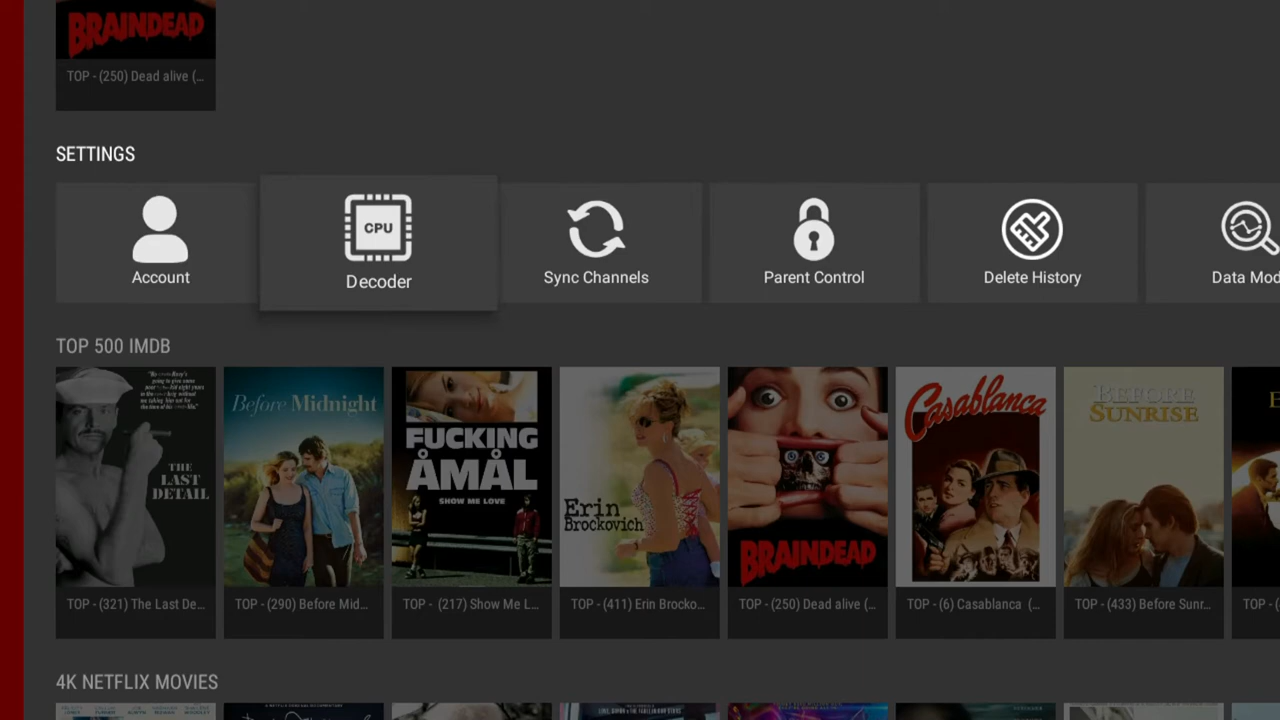 BRAINDEAD
TOP - (250) Dead alive (...
SETTINGS
CPU
Account
Decoder
Sync Channels
Parent Control
Delete History
Data Mod
TOP 500 IMDB
THE
LAST
DETAIL
Before Midnight
FUCKING
ÅMÅL
SHOW ME LOVE
Erin
Brockovich
BRAINDEAD
Casablanca
BEFORE
SUNRISE
TOP - (321) The Last De...
TOP - (290) Before Mid...
TOP - (217) Show Me L...
TOP - (411) Erin Brocko...
TOP - (250) Dead alive (...
TOP - (6) Casablanca (...
TOP - (433) Before Sunr...
TOP - (
4K NETFLIX MOVIES